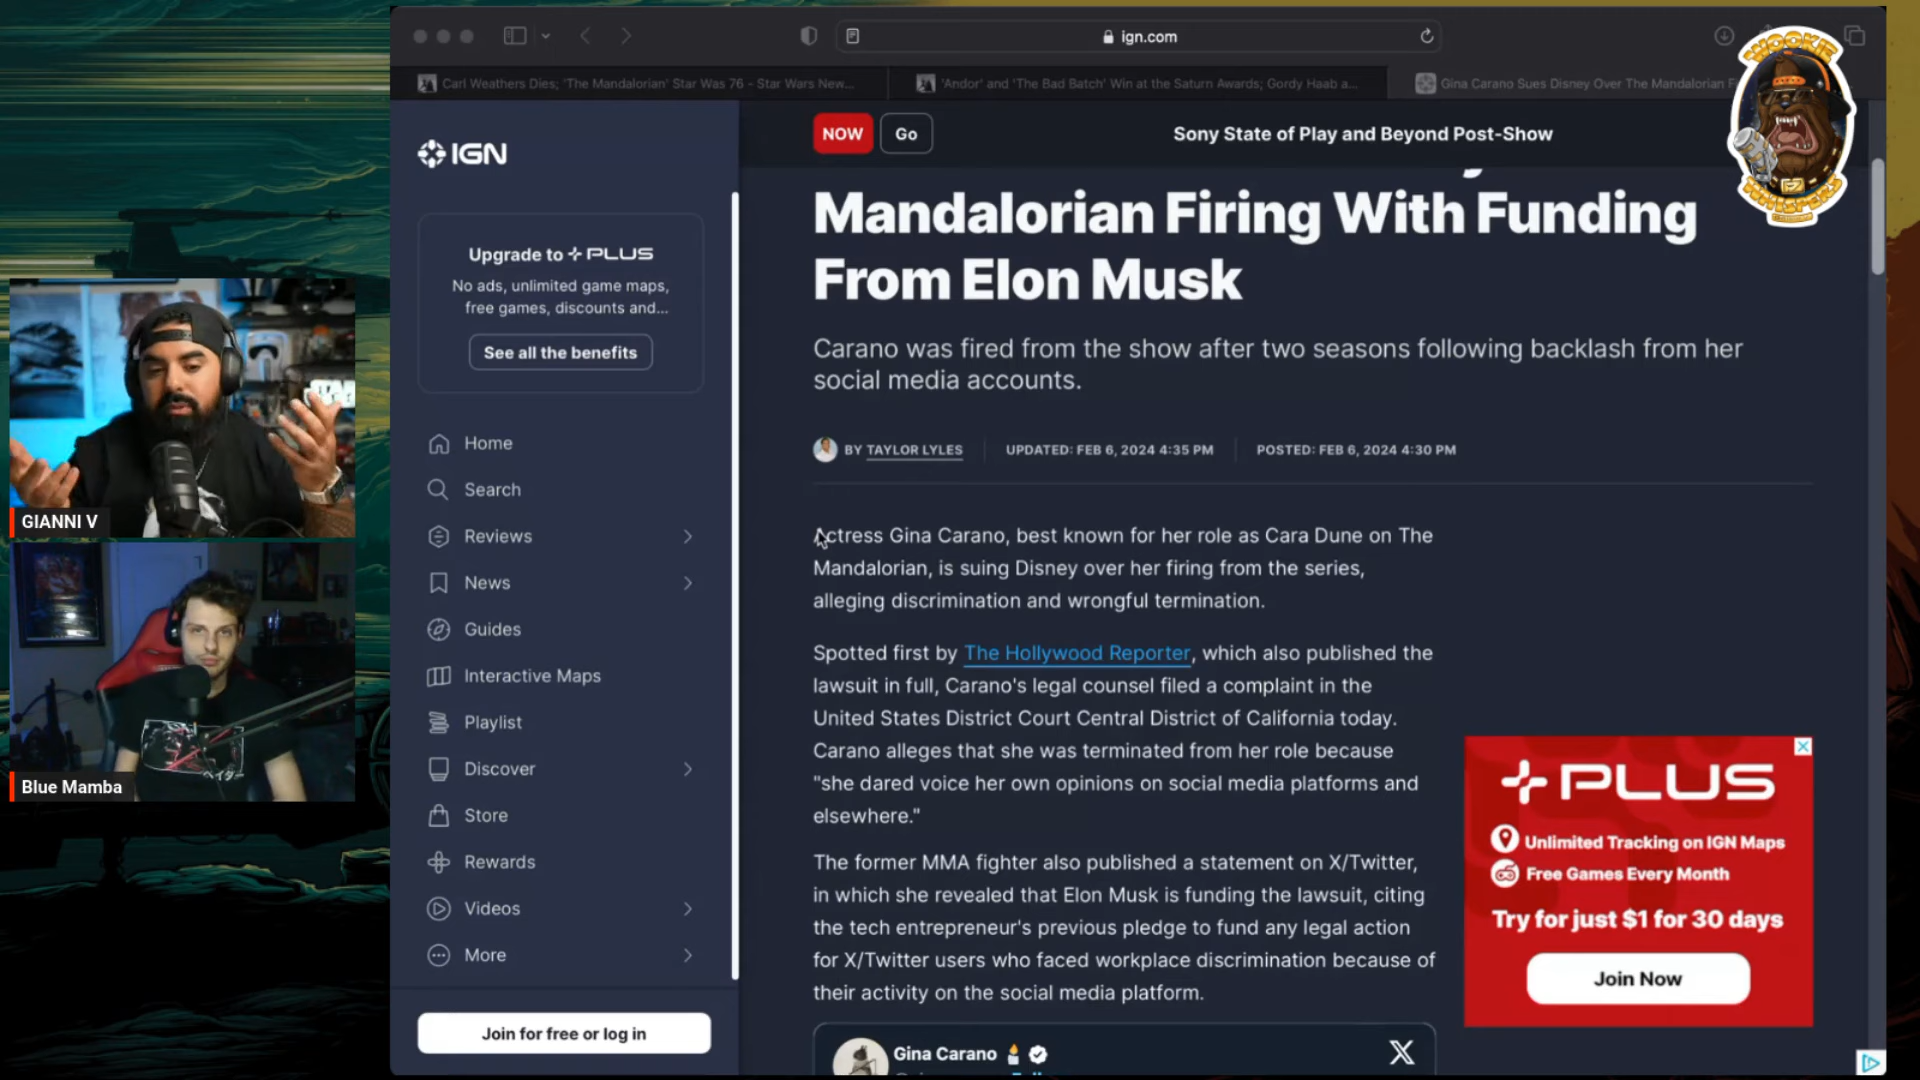 ign.com
Carl Weathers Dies; 'The Mandalorian' Star Was 76 - Star Wars New...
'Andor' and 'The Bad Batch' Win at the Saturn Awards; Gordy Haab a...
Gina Carano Sues Disney Over The Mandalorian F
WOOKIE
WHISPERS
IGN
NOW
Go
Sony State of Play and Beyond Post-Show
Upgrade to PLUS
No ads, unlimited game maps,
free games, discounts and...
See all the benefits
Home
Search
Reviews
News
Guides
Interactive Maps
Playlist
Discover
Store
Rewards
Videos
More
Join for free or log in
Mandalorian Firing With Funding
From Elon Musk
Carano was fired from the show after two seasons following backlash from her
social media accounts.
BY TAYLOR LYLES
UPDATED: FEB 6, 2024 4:35 PM
POSTED: FEB 6, 2024 4:30 PM
Actress Gina Carano, best known for her role as Cara Dune on The
Mandalorian, is suing Disney over her firing from the series,
alleging discrimination and wrongful termination.
Spotted first by The Hollywood Reporter, which also published the
lawsuit in full, Carano's legal counsel filed a complaint in the
United States District Court Central District of California today.
Carano alleges that she was terminated from her role because
"she dared voice her own opinions on social media platforms and
elsewhere."
The former MMA fighter also published a statement on X/Twitter,
in which she revealed that Elon Musk is funding the lawsuit, citing
the tech entrepreneur's previous pledge to fund any legal action
for X/Twitter users who faced workplace discrimination because of
their activity on the social media platform.
Gina Carano
PLUS
Unlimited Tracking on IGN Maps
Free Games Every Month
Try for just $1 for 30 days
Join Now
GIANNI V
Blue Mamba